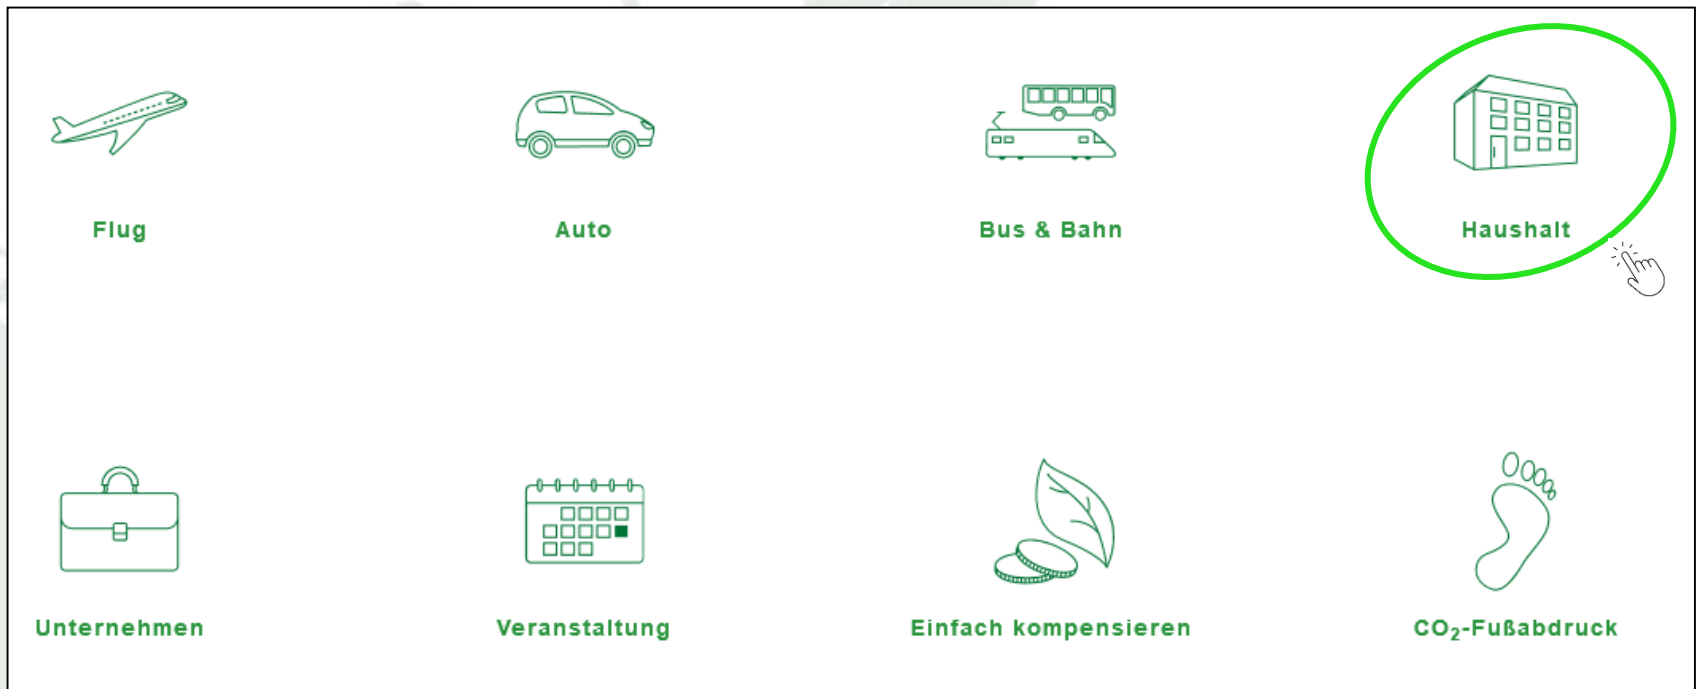 Flug
Auto
Bus & Bahn
Haushalt
Unternehmen
Veranstaltung
Einfach kompensieren
CO₂-Fußabdruck